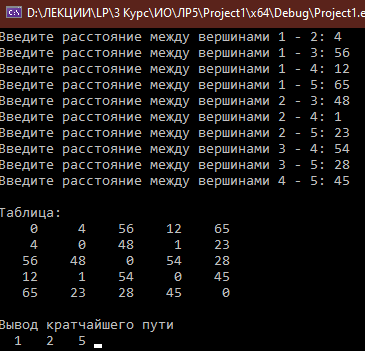 D:\ЛЕКЦИИ\LP\3 Курс\ИО\ЛР5\Project1\x64\Debug\Project1.e
Введите расстояние между вершинами 1 - 2: 4
Введите расстояние между вершинами 1 - 3: 56
Введите расстояние между вершинами 1 - 4: 12
Введите расстояние между вершинами 1 - 5: 65
Введите расстояние между вершинами 2 - 3: 48
Введите расстояние между вершинами 2 - 4: 1
Введите расстояние между вершинами 2 - 5: 23
Введите расстояние между вершинами 3 - 4: 54
Введите расстояние между вершинами 3 - 5: 28
Введите расстояние между вершинами 4 - 5: 45
Таблица:
0 4 56 12 65
4 0 48 1 23
56 48 0 54 28
12 1 54 0 45
65 23 28 45 0
Вывод кратчайшего пути
1 2 5